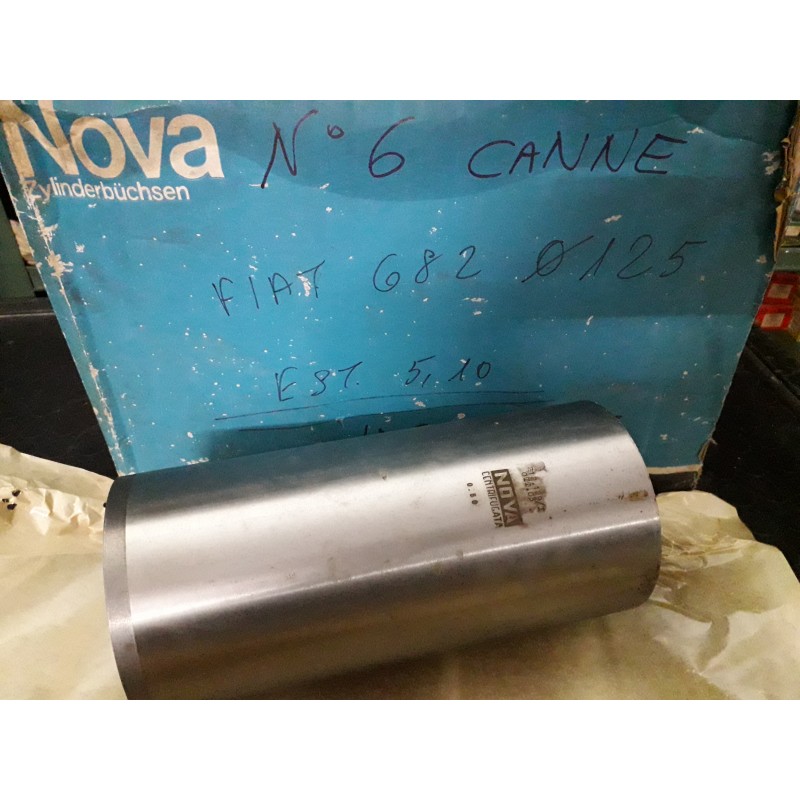 Nova
Zylinderbüchsen
N° 6 CANNE
FIAT 682 Ø125
EST. 5,10
NOVA
CENTRIFUGATA
0.80